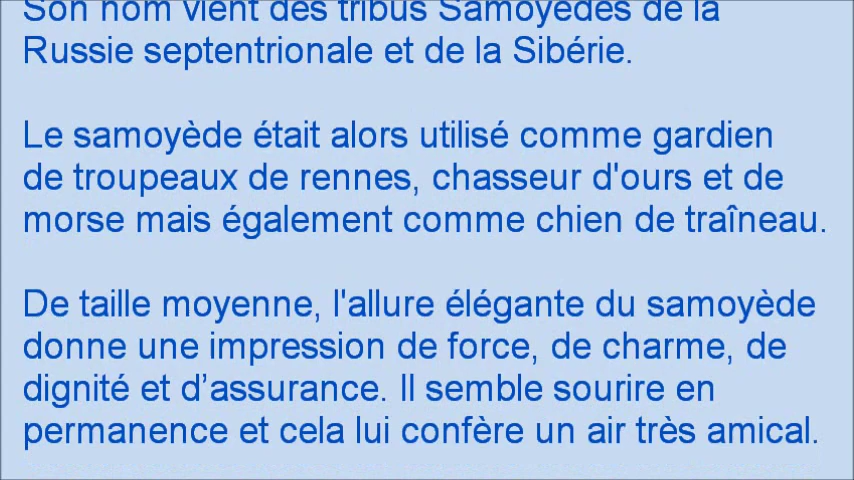 Son nom vient des tribus Samoyèdes de la
Russie septentrionale et de la Sibérie.
Le samoyède était alors utilisé comme gardien
de troupeaux de rennes, chasseur d'ours et de
morse mais également comme chien de traîneau.
De taille moyenne, l'allure élégante du samoyède
donne une impression de force, de charme, de
dignité et d’assurance. Il semble sourire en
permanence et cela lui confère un air très amical.